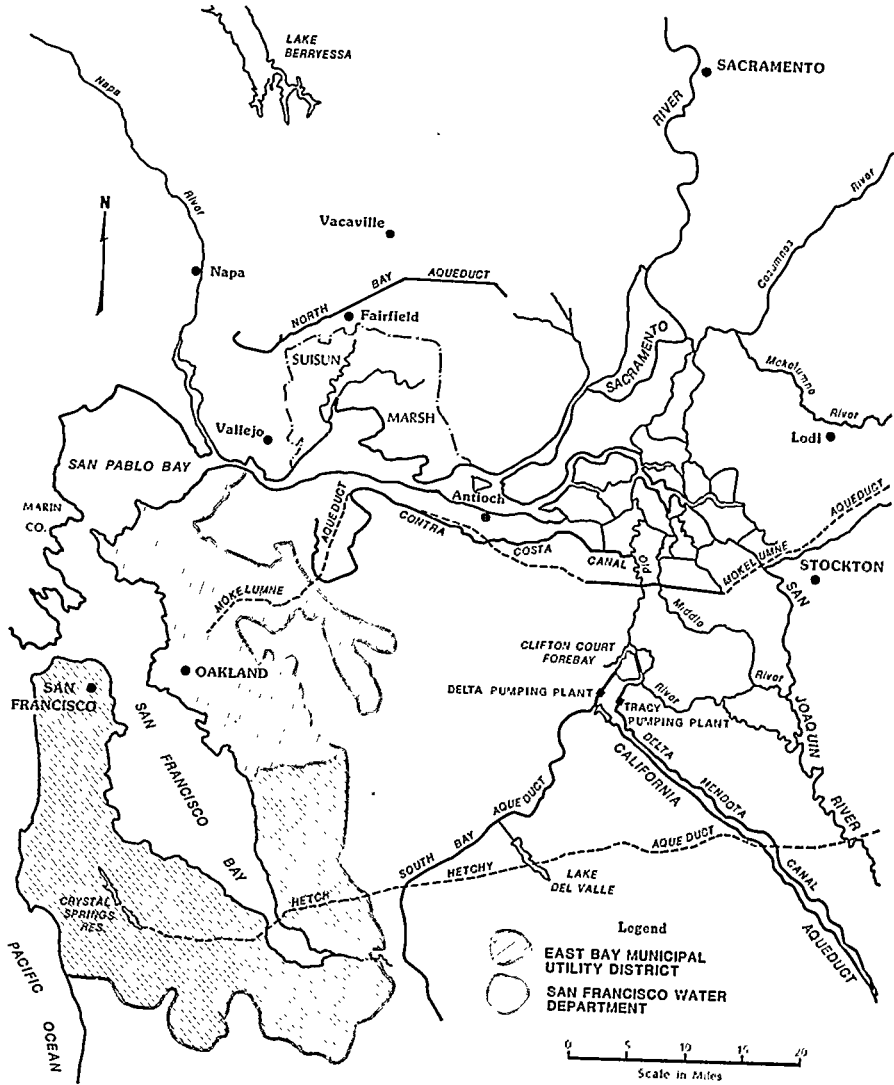 LAKE
BERRYESSA
SACRAMENTO
Napa
River
RIVER
N
Vacaville
River
Cosumnes
Napa
BAY AQUEDUCT
NORTH
Fairfield
SUISUN
SACRAMENTO
Mokelumne
River
Vallejo
MARSH
Lodi
SAN PABLO BAY
Antioch
MARIN
CO.
AQUEDUCT
MOKELUMNE
CONTRA
COSTA
CANAL
AQUEDUCT
MOKELUMNE
STOCKTON
SAN
JOAQUIN
RIVER
Middle
River
CLIFTON COURT
FOREBAY
OAKLAND
DELTA PUMPING PLANT
River
TRACY
PUMPING PLANT
SAN
FRANCISCO
SAN
FRANCISCO
BAY
DELTA
MENDOTA
CANAL
CALIFORNIA
AQUEDUCT
SOUTH BAY AQUEDUCT
HETCH HETCHY AQUEDUCT
LAKE
DEL VALLE
CRYSTAL
SPRINGS
RES.
PACIFIC
OCEAN
Legend
EAST BAY MUNICIPAL
UTILITY DISTRICT
SAN FRANCISCO WATER
DEPARTMENT
0 5 10 15 20
Scale in Miles